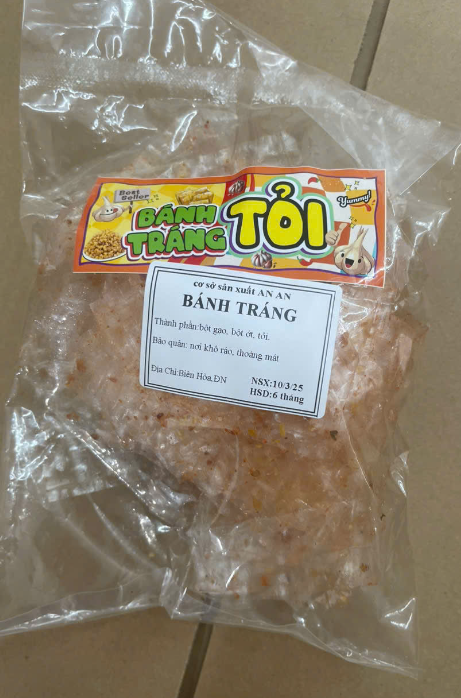 Best
Seller
BÁNH
TRÁNG
TỎI
Yummy!
cơ sở sản xuất AN AN
BÁNH TRÁNG
Thành phần:bột gạo, bột ớt, tỏi.
Bảo quản: nơi khô ráo, thoáng mát
Địa Chỉ:Biên Hòa,ĐN
NSX:10/3/25
HSD:6 tháng